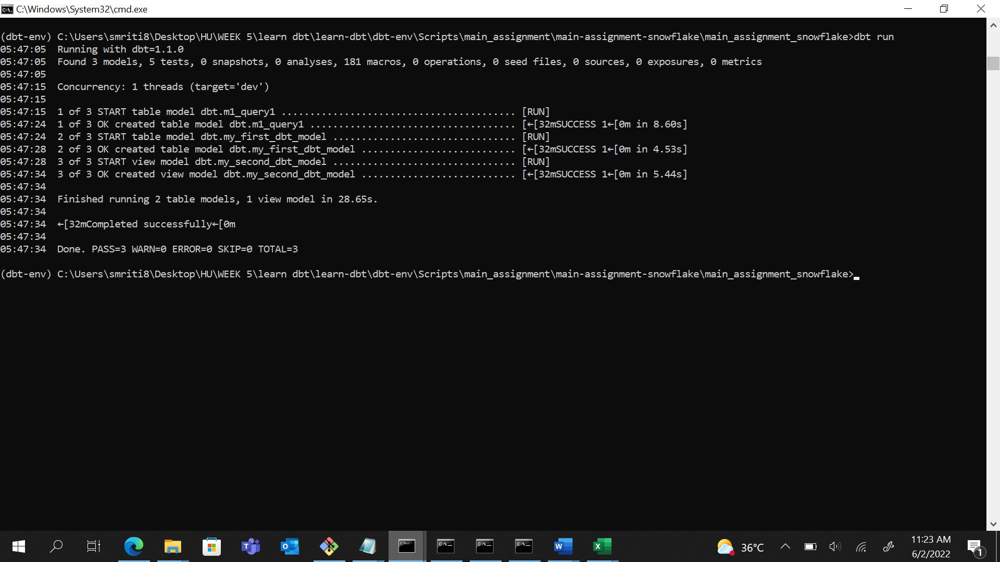 C:\Windows\System32\cmd.exe
(dbt-env) C:\Users\smriti8\Desktop\HU\WEEK 5\learn dbt\learn-dbt\dbt-env\Scripts\main_assignment\main-assignment-snowflake\main_assignment_snowflake>dbt run
05:47:05  Running with dbt=1.1.0
05:47:05  Found 3 models, 5 tests, 0 snapshots, 0 analyses, 181 macros, 0 operations, 0 seed files, 0 sources, 0 exposures, 0 metrics
05:47:05
05:47:15  Concurrency: 1 threads (target='dev')
05:47:15
05:47:15  1 of 3 START table model dbt.m1_query1 ......................................... [RUN]
05:47:24  1 of 3 OK created table model dbt.m1_query1 .................................... [←[32mSUCCESS 1←[0m in 8.60s]
05:47:24  2 of 3 START table model dbt.my_first_dbt_model ................................ [RUN]
05:47:28  2 of 3 OK created table model dbt.my_first_dbt_model ........................... [←[32mSUCCESS 1←[0m in 4.53s]
05:47:28  3 of 3 START view model dbt.my_second_dbt_model ................................ [RUN]
05:47:34  3 of 3 OK created view model dbt.my_second_dbt_model ........................... [←[32mSUCCESS 1←[0m in 5.44s]
05:47:34
05:47:34  Finished running 2 table models, 1 view model in 28.65s.
05:47:34
05:47:34  ←[32mCompleted successfully←[0m
05:47:34
05:47:34  Done. PASS=3 WARN=0 ERROR=0 SKIP=0 TOTAL=3
(dbt-env) C:\Users\smriti8\Desktop\HU\WEEK 5\learn dbt\learn-dbt\dbt-env\Scripts\main_assignment\main-assignment-snowflake\main_assignment_snowflake>
36°C
11:23 AM
6/2/2022
1